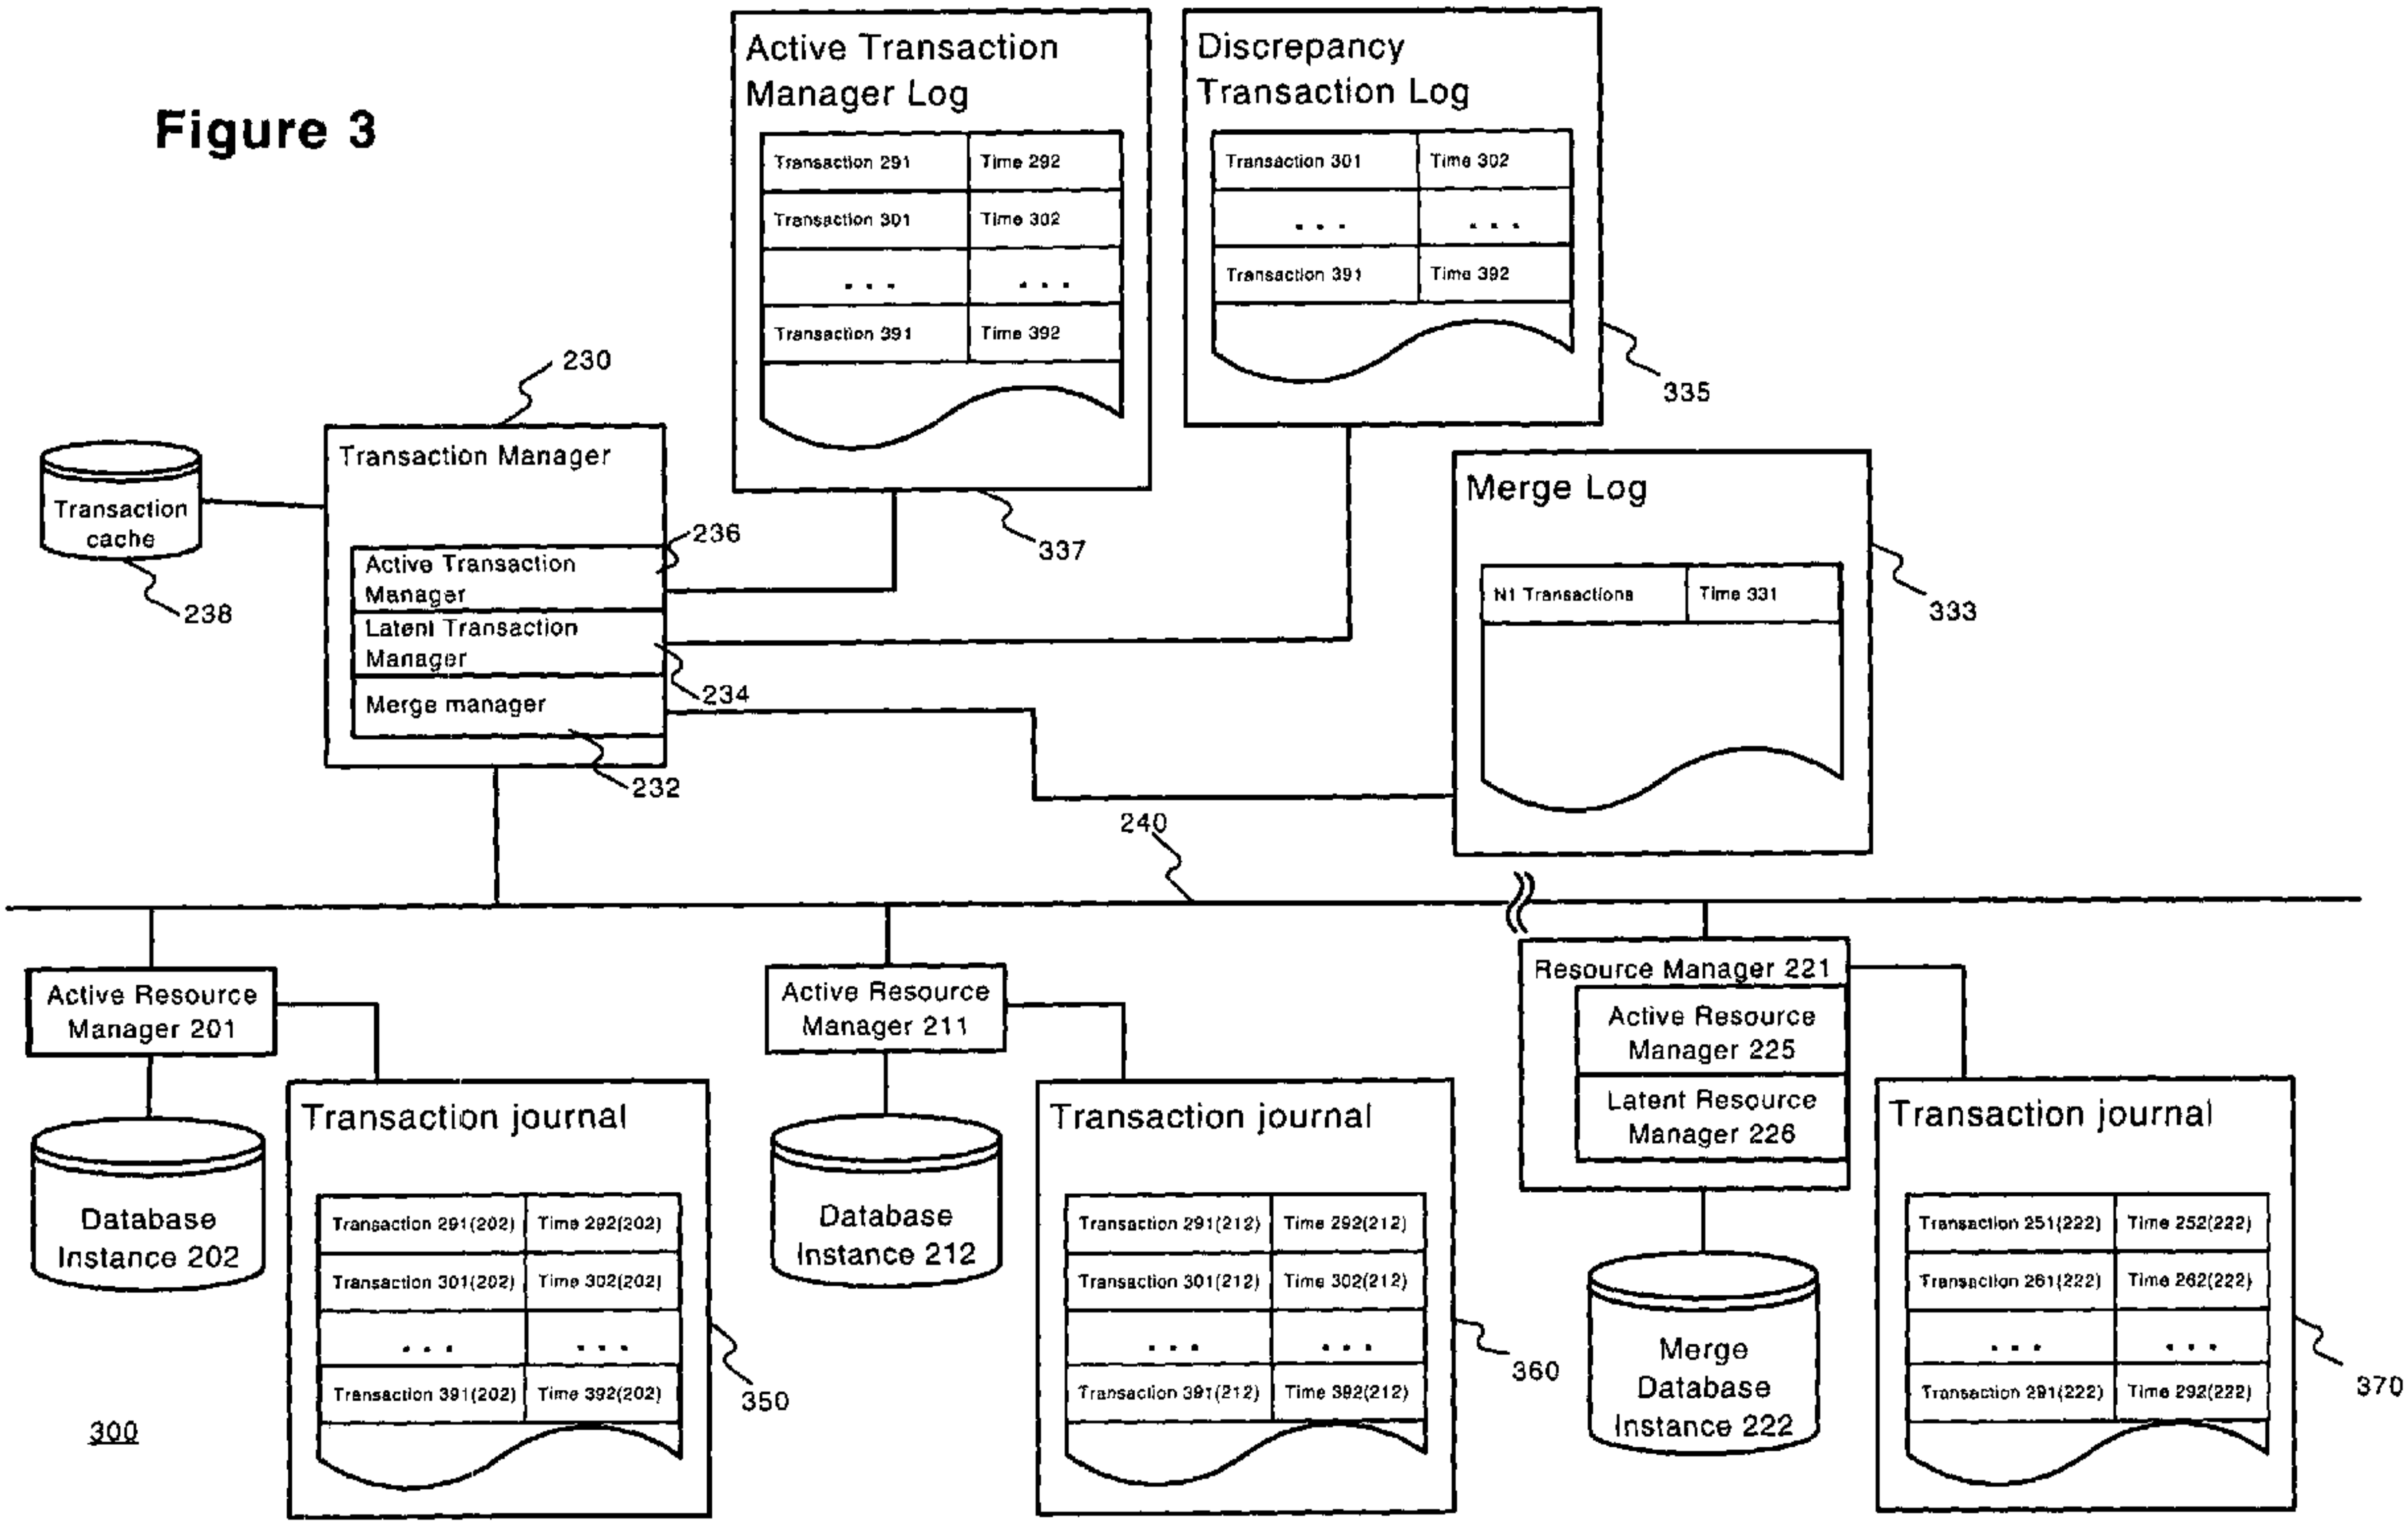 Figure 3
Active Transaction
Manager Log
Transaction 291 Time 292
Transaction 301 Time 302
. . . . . .
Transaction 391 Time 392
337
Discrepancy
Transaction Log
Transaction 301 Time 302
. . . . . .
Transaction 391 Time 392
335
230
Transaction Manager
Transaction
cache
238
Active Transaction
Manager
236
Latent Transaction
Manager
234
Merge manager
232
Merge Log
N1 Transactions Time 331
333
240
Active Resource
Manager 201
Database
Instance 202
Transaction journal
Transaction 291(202) Time 292(202)
Transaction 301(202) Time 302(202)
. . . . . .
Transaction 391(202) Time 392(202)
350
Active Resource
Manager 211
Database
Instance 212
Transaction journal
Transaction 291(212) Time 292(212)
Transaction 301(212) Time 302(212)
. . . . . .
Transaction 391(212) Time 392(212)
360
Resource Manager 221
Active Resource
Manager 225
Latent Resource
Manager 226
Merge
Database
Instance 222
Transaction journal
Transaction 251(222) Time 252(222)
Transaction 261(222) Time 262(222)
. . . . . .
Transaction 291(222) Time 292(222)
370
300